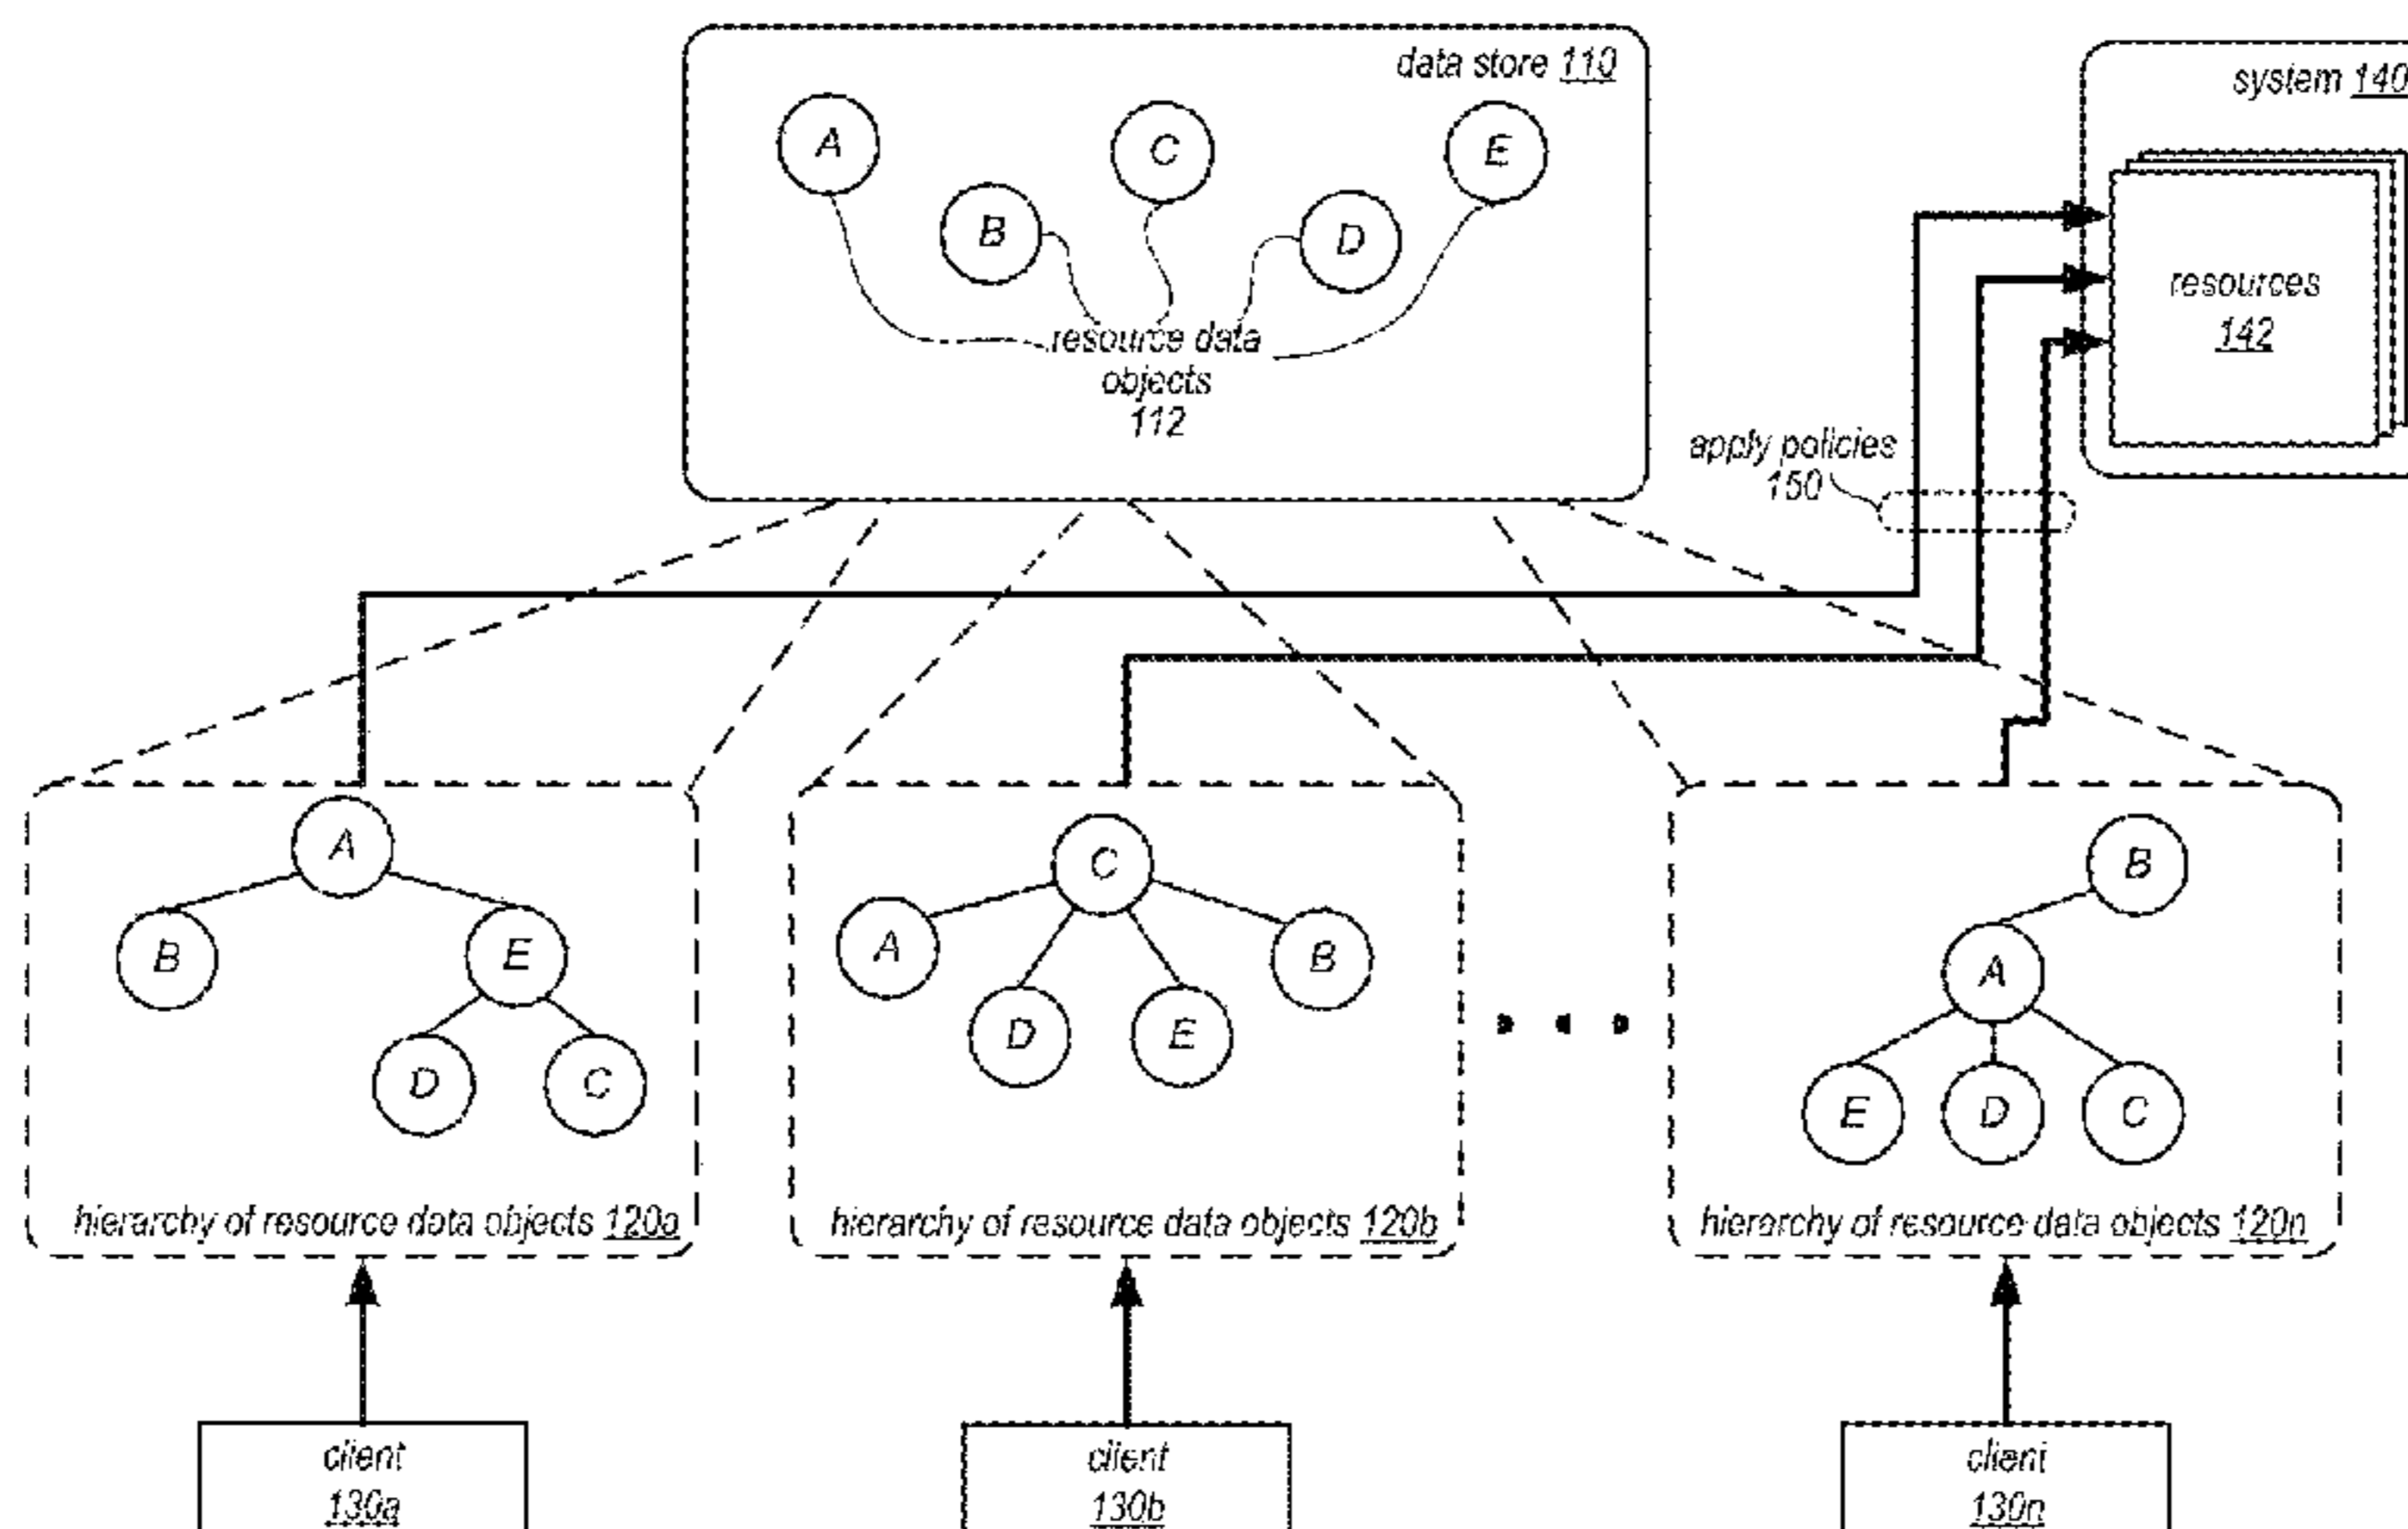 data store 110
system 140
A
C
E
B
D
resources
142
resource data
objects
112
apply policies
150
A
B
E
D
C
hierarchy of resource data objects 120a
C
A
B
D
E
hierarchy of resource data objects 120b
B
A
E
D
C
hierarchy of resource data objects 120n
client
130a
client
130b
client
130n